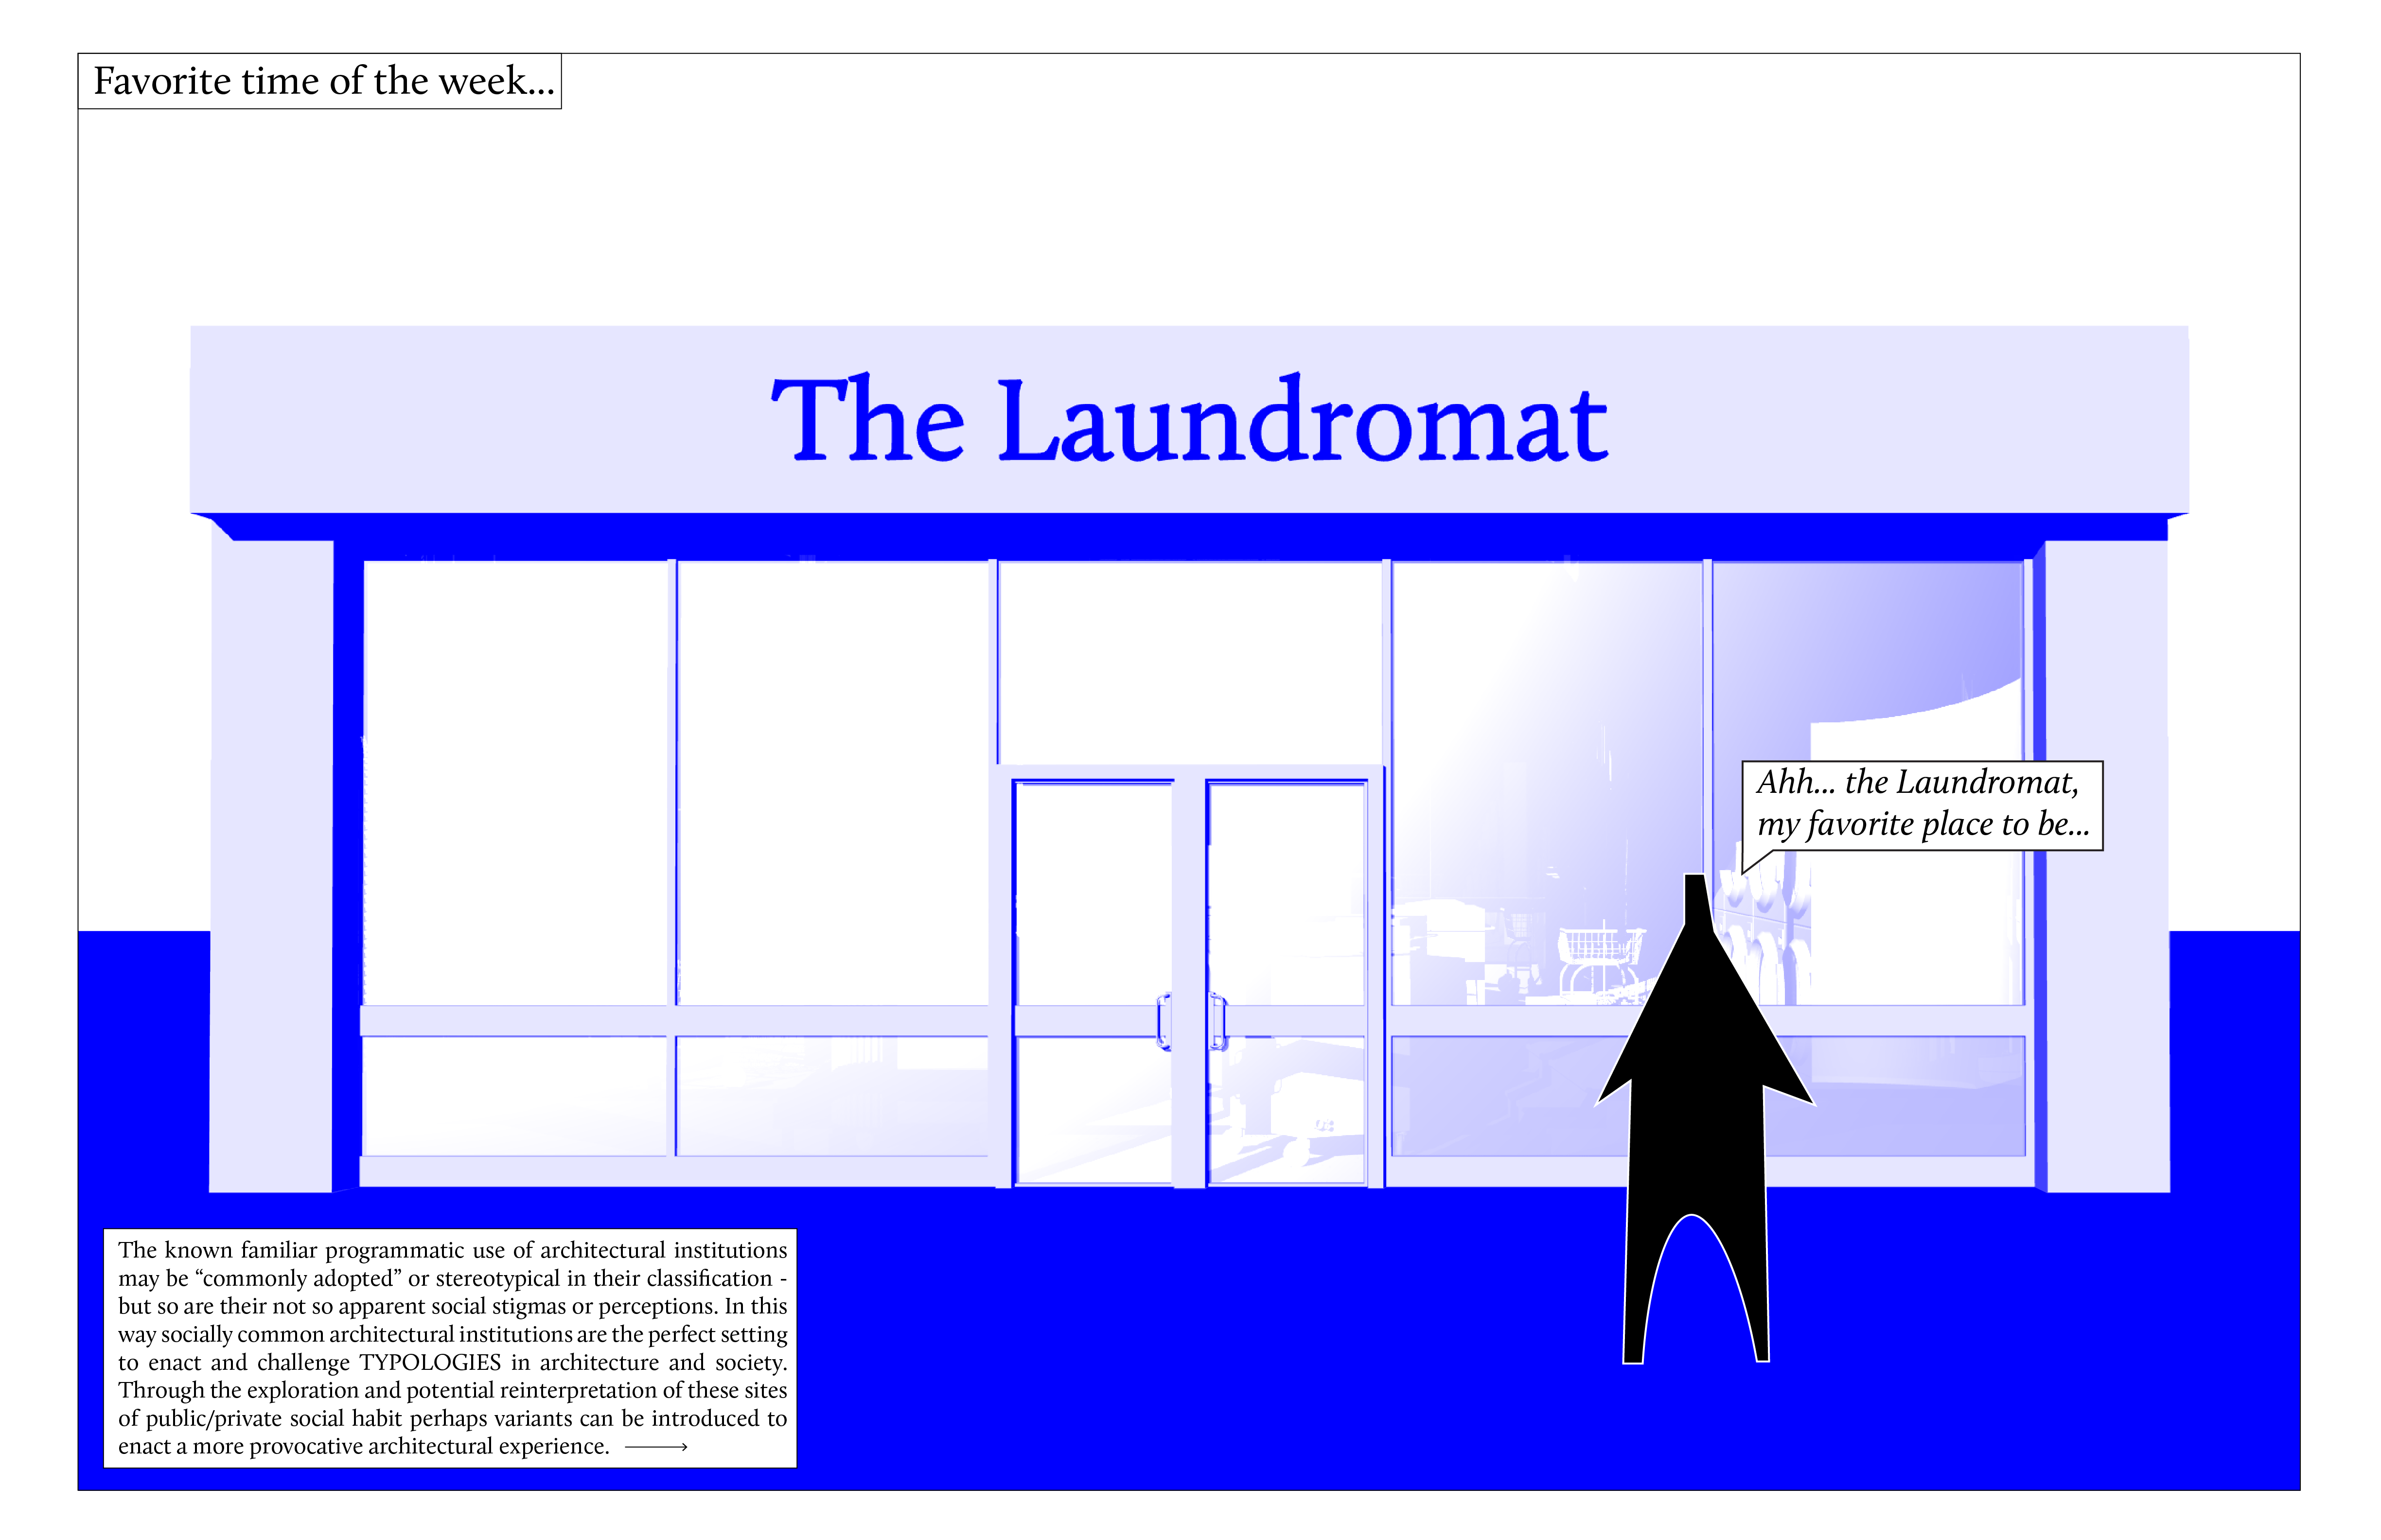 Favorite time of the week...
The Laundromat
Ahh... the Laundromat,
my favorite place to be...
The known familiar programmatic use of architectural institutions
may be “commonly adopted” or stereotypical in their classification -
but so are their not so apparent social stigmas or perceptions. In this
way socially common architectural institutions are the perfect setting
to enact and challenge TYPOLOGIES in architecture and society.
Through the exploration and potential reinterpretation of these sites
of public/private social habit perhaps variants can be introduced to
enact a more provocative architectural experience. ⟶